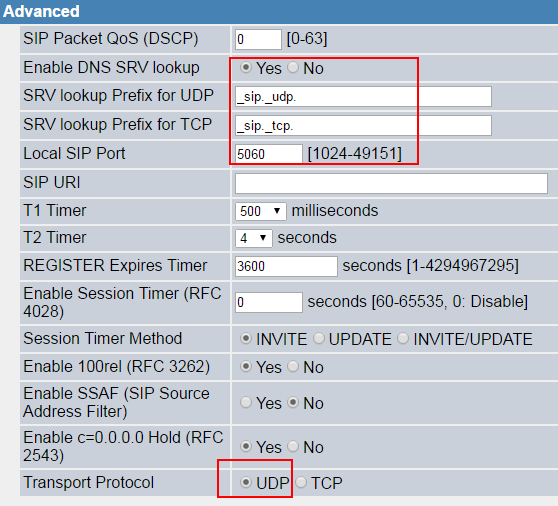 Advanced
SIP Packet QoS (DSCP) 0 [0-63]
Enable DNS SRV lookup Yes No
SRV lookup Prefix for UDP _sip._udp.
SRV lookup Prefix for TCP _sip._tcp.
Local SIP Port 5060 [1024-49151]
SIP URI
T1 Timer 500 milliseconds
T2 Timer 4 seconds
REGISTER Expires Timer 3600 seconds [1-4294967295]
Enable Session Timer (RFC
4028) 0 seconds [60-65535, 0: Disable]
Session Timer Method INVITE UPDATE INVITE/UPDATE
Enable 100rel (RFC 3262) Yes No
Enable SSAF (SIP Source
Address Filter) Yes No
Enable c=0.0.0.0 Hold (RFC
2543) Yes No
Transport Protocol UDP TCP